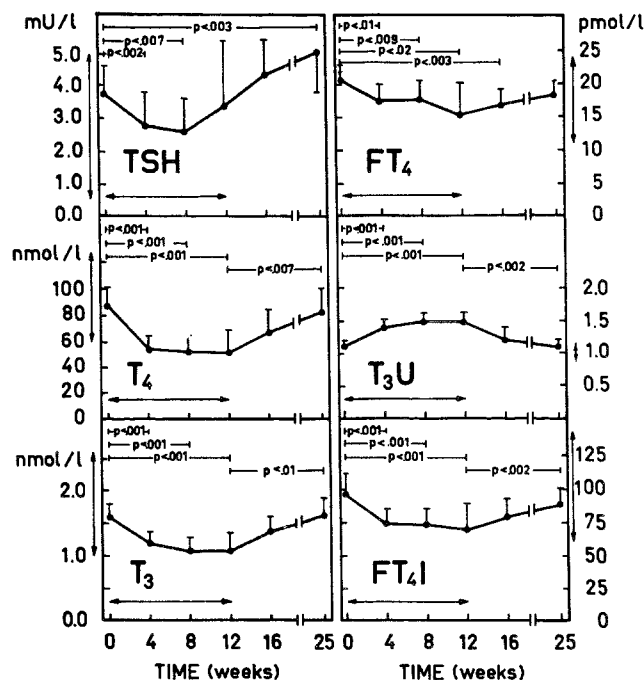 mU/l
pmol/l
p<.003
p<.007
p<.002
5.0
4.0
3.0
2.0
1.0
0.0
TSH
p<.01
p<.009
p<.02
p<.003
25
20
15
10
5
0
FT4
nmol/l
p<.001
p<.001
p<.001
p<.007
100
80
60
40
20
0
T4
p<.001
p<.001
p<.001
p<.002
2.0
1.5
1.0
0.5
T3U
nmol/l
p<.001
p<.001
p<.001
p<.01
2.0
1.0
0.0
T3
p<.001
p<.001
p<.001
p<.002
125
100
75
50
25
0
FT4I
0 4 8 12 16 25
0 4 8 12 16 25
TIME (weeks)
TIME (weeks)